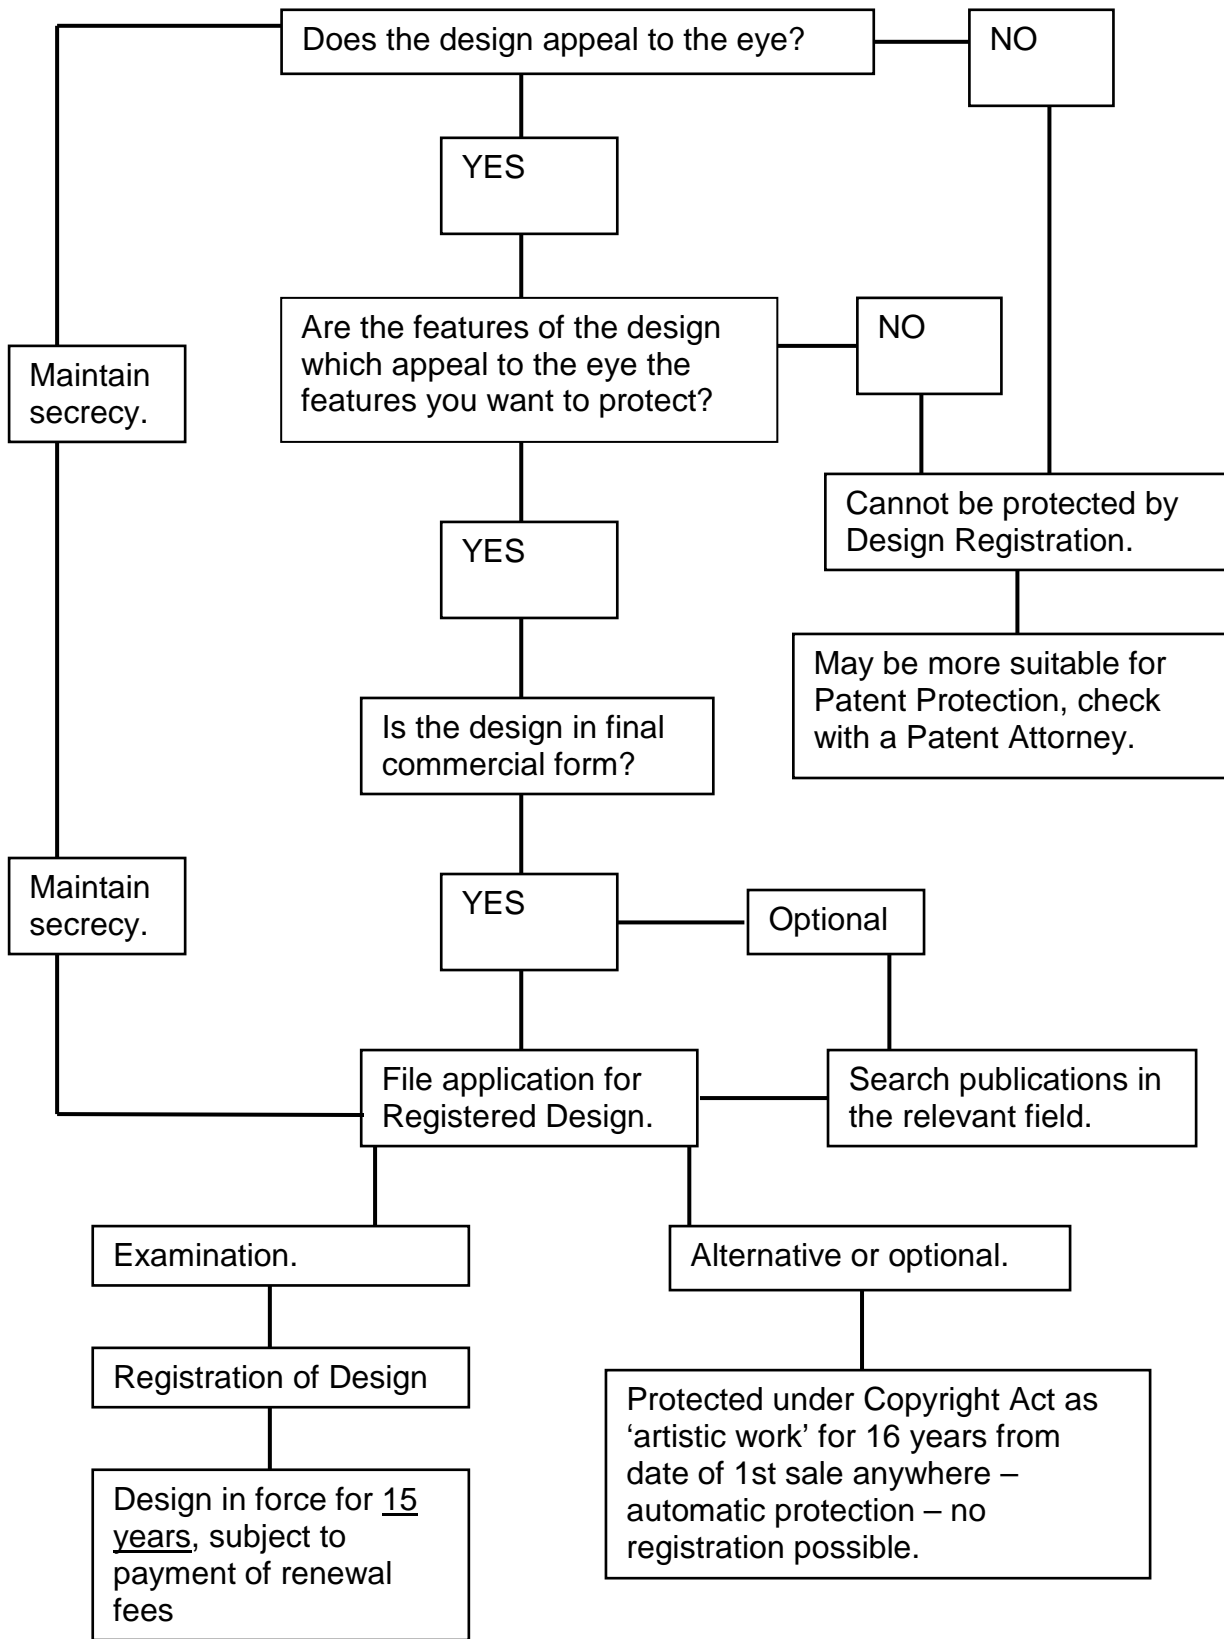 Does the design appeal to the eye?
NO
YES
Are the features of the design
which appeal to the eye the
features you want to protect?
NO
Maintain
secrecy.
Cannot be protected by
Design Registration.
YES
May be more suitable for
Patent Protection, check
with a Patent Attorney.
Is the design in final
commercial form?
Maintain
secrecy.
YES
Optional
File application for
Registered Design.
Search publications in
the relevant field.
Examination.
Alternative or optional.
Registration of Design
Protected under Copyright Act as
‘artistic work’ for 16 years from
date of 1st sale anywhere –
automatic protection – no
registration possible.
Design in force for 15
years, subject to
payment of renewal
fees